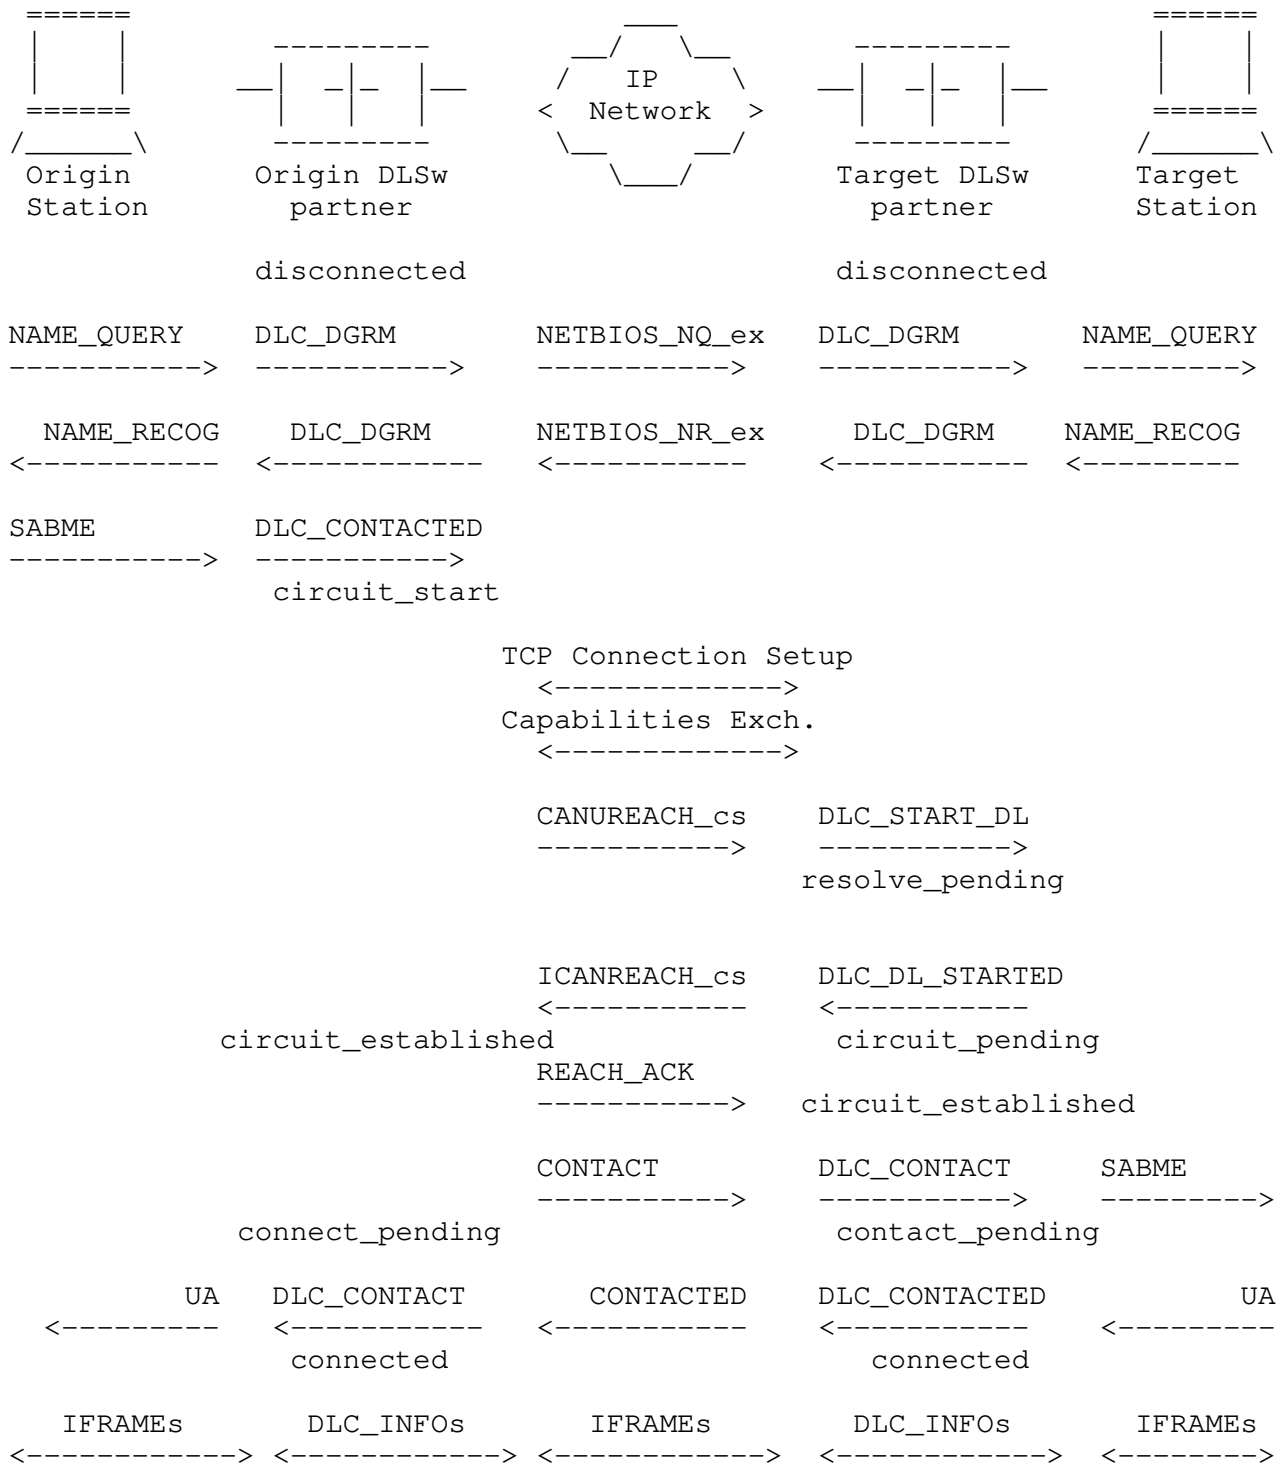 IP
Network
Origin Origin DLSw Target DLSw Target
Station partner partner Station
disconnected disconnected
NAME_QUERY DLC_DGRM NETBIOS_NQ_ex DLC_DGRM NAME_QUERY
NAME_RECOG DLC_DGRM NETBIOS_NR_ex DLC_DGRM NAME_RECOG
SABME DLC_CONTACTED
circuit_start
TCP Connection Setup
Capabilities Exch.
CANUREACH_cs DLC_START_DL
resolve_pending
ICANREACH_cs DLC_DL_STARTED
circuit_established circuit_pending
REACH_ACK
circuit_established
CONTACT DLC_CONTACT SABME
connect_pending contact_pending
UA DLC_CONTACT CONTACTED DLC_CONTACTED UA
connected connected
IFRAMEs DLC_INFOs IFRAMEs DLC_INFOs IFRAMEs